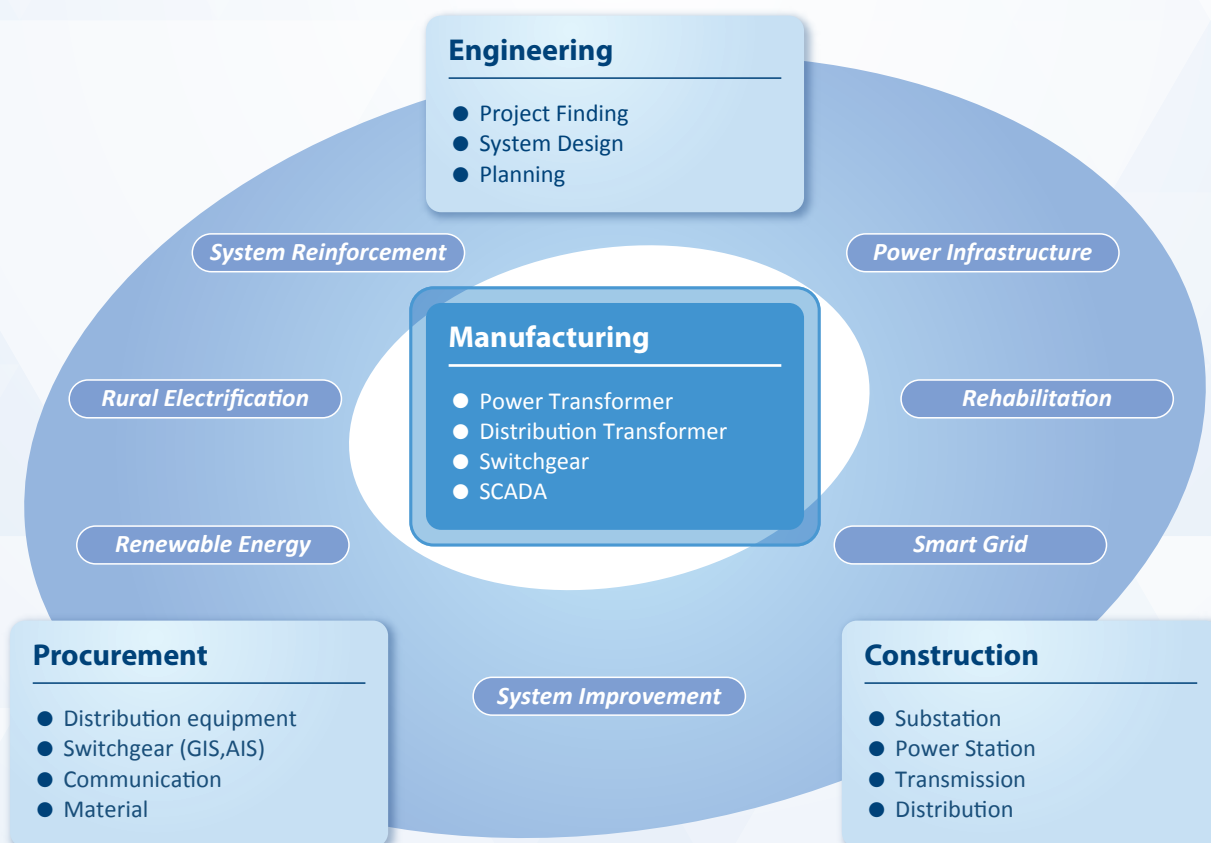 Engineering
● Project Finding
● System Design
● Planning
System Reinforcement
Power Infrastructure
Manufacturing
● Power Transformer
● Distribution Transformer
● Switchgear
● SCADA
Rural Electrification
Rehabilitation
Renewable Energy
Smart Grid
Procurement
● Distribution equipment
● Switchgear (GIS,AIS)
● Communication
● Material
System Improvement
Construction
● Substation
● Power Station
● Transmission
● Distribution